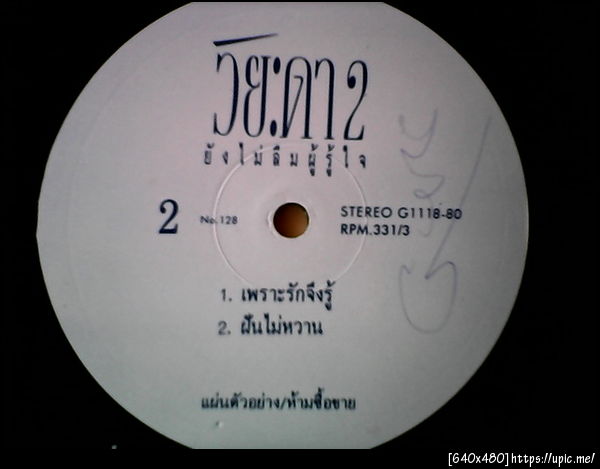 วิยะดา 2
ยังไม่ลืมผู้รู้ใจ
2 No.128 STEREO G1118-80
RPM.331/3
1. เพราะรักจึงรู้
2. ฝันไม่หวาน
แผ่นตัวอย่าง/ห้ามซื้อขาย
[640x480]https://upic.me/